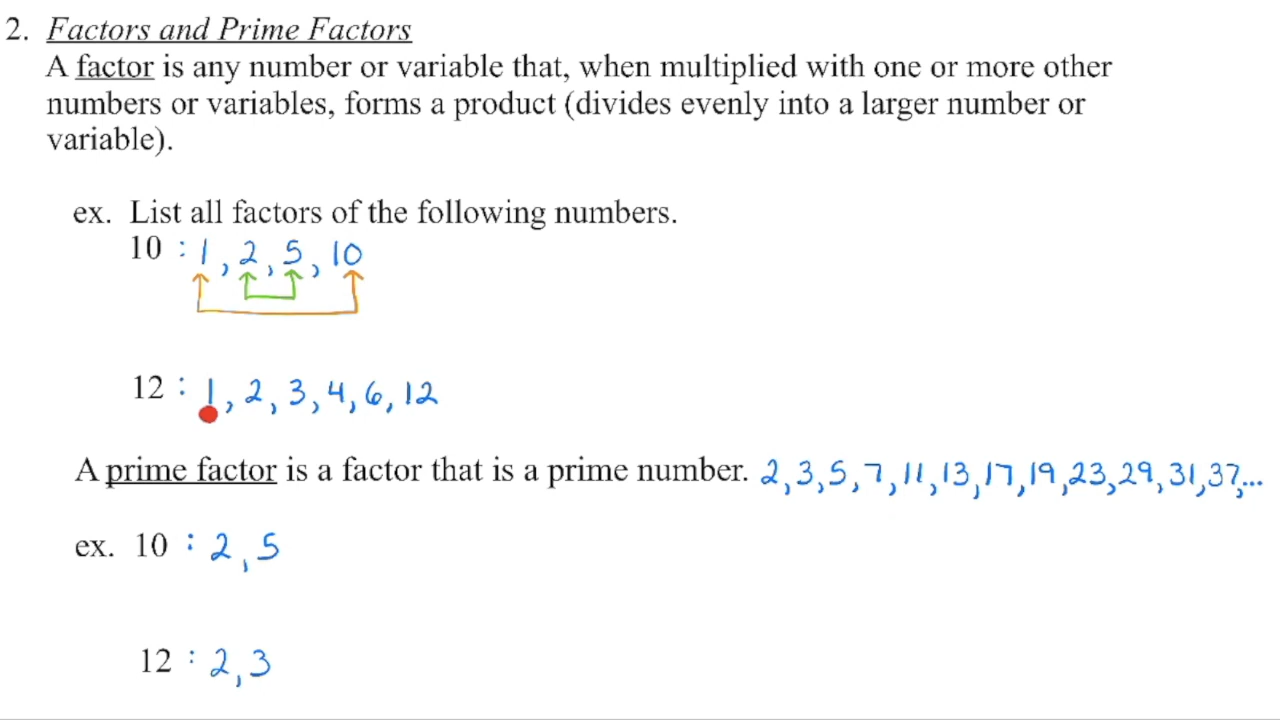 2. Factors and Prime Factors
A factor is any number or variable that, when multiplied with one or more other
numbers or variables, forms a product (divides evenly into a larger number or
variable).
ex. List all factors of the following numbers.
10 : 1, 2, 5, 10
12 : 1, 2, 3, 4, 6, 12
A prime factor is a factor that is a prime number. 2, 3, 5, 7, 11, 13, 17, 19, 23, 29, 31, 37, ...
ex. 10 : 2, 5
12 : 2, 3